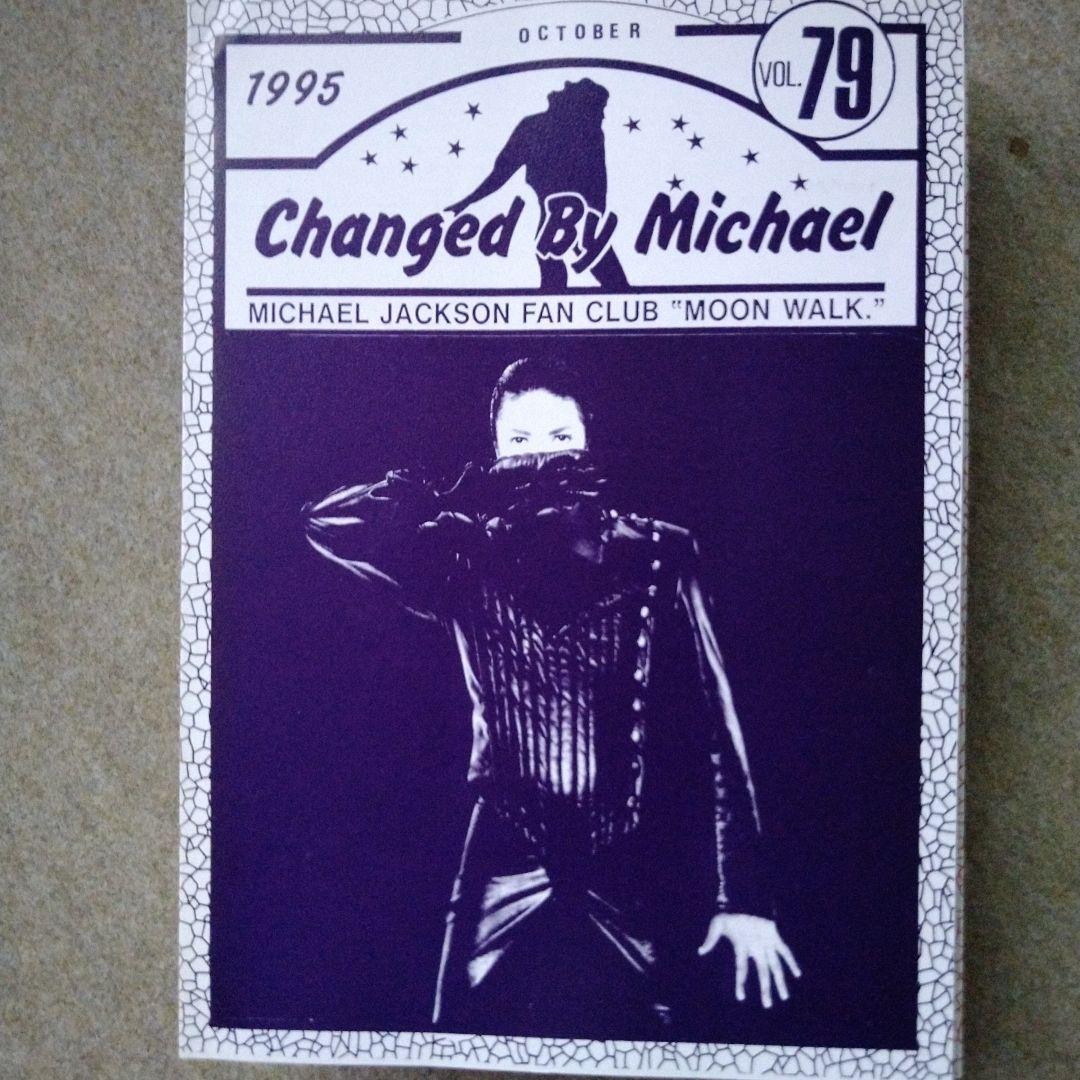 OCTOBER
1995
VOL. 79
Changed By Michael
MICHAEL JACKSON FAN CLUB "MOON WALK."